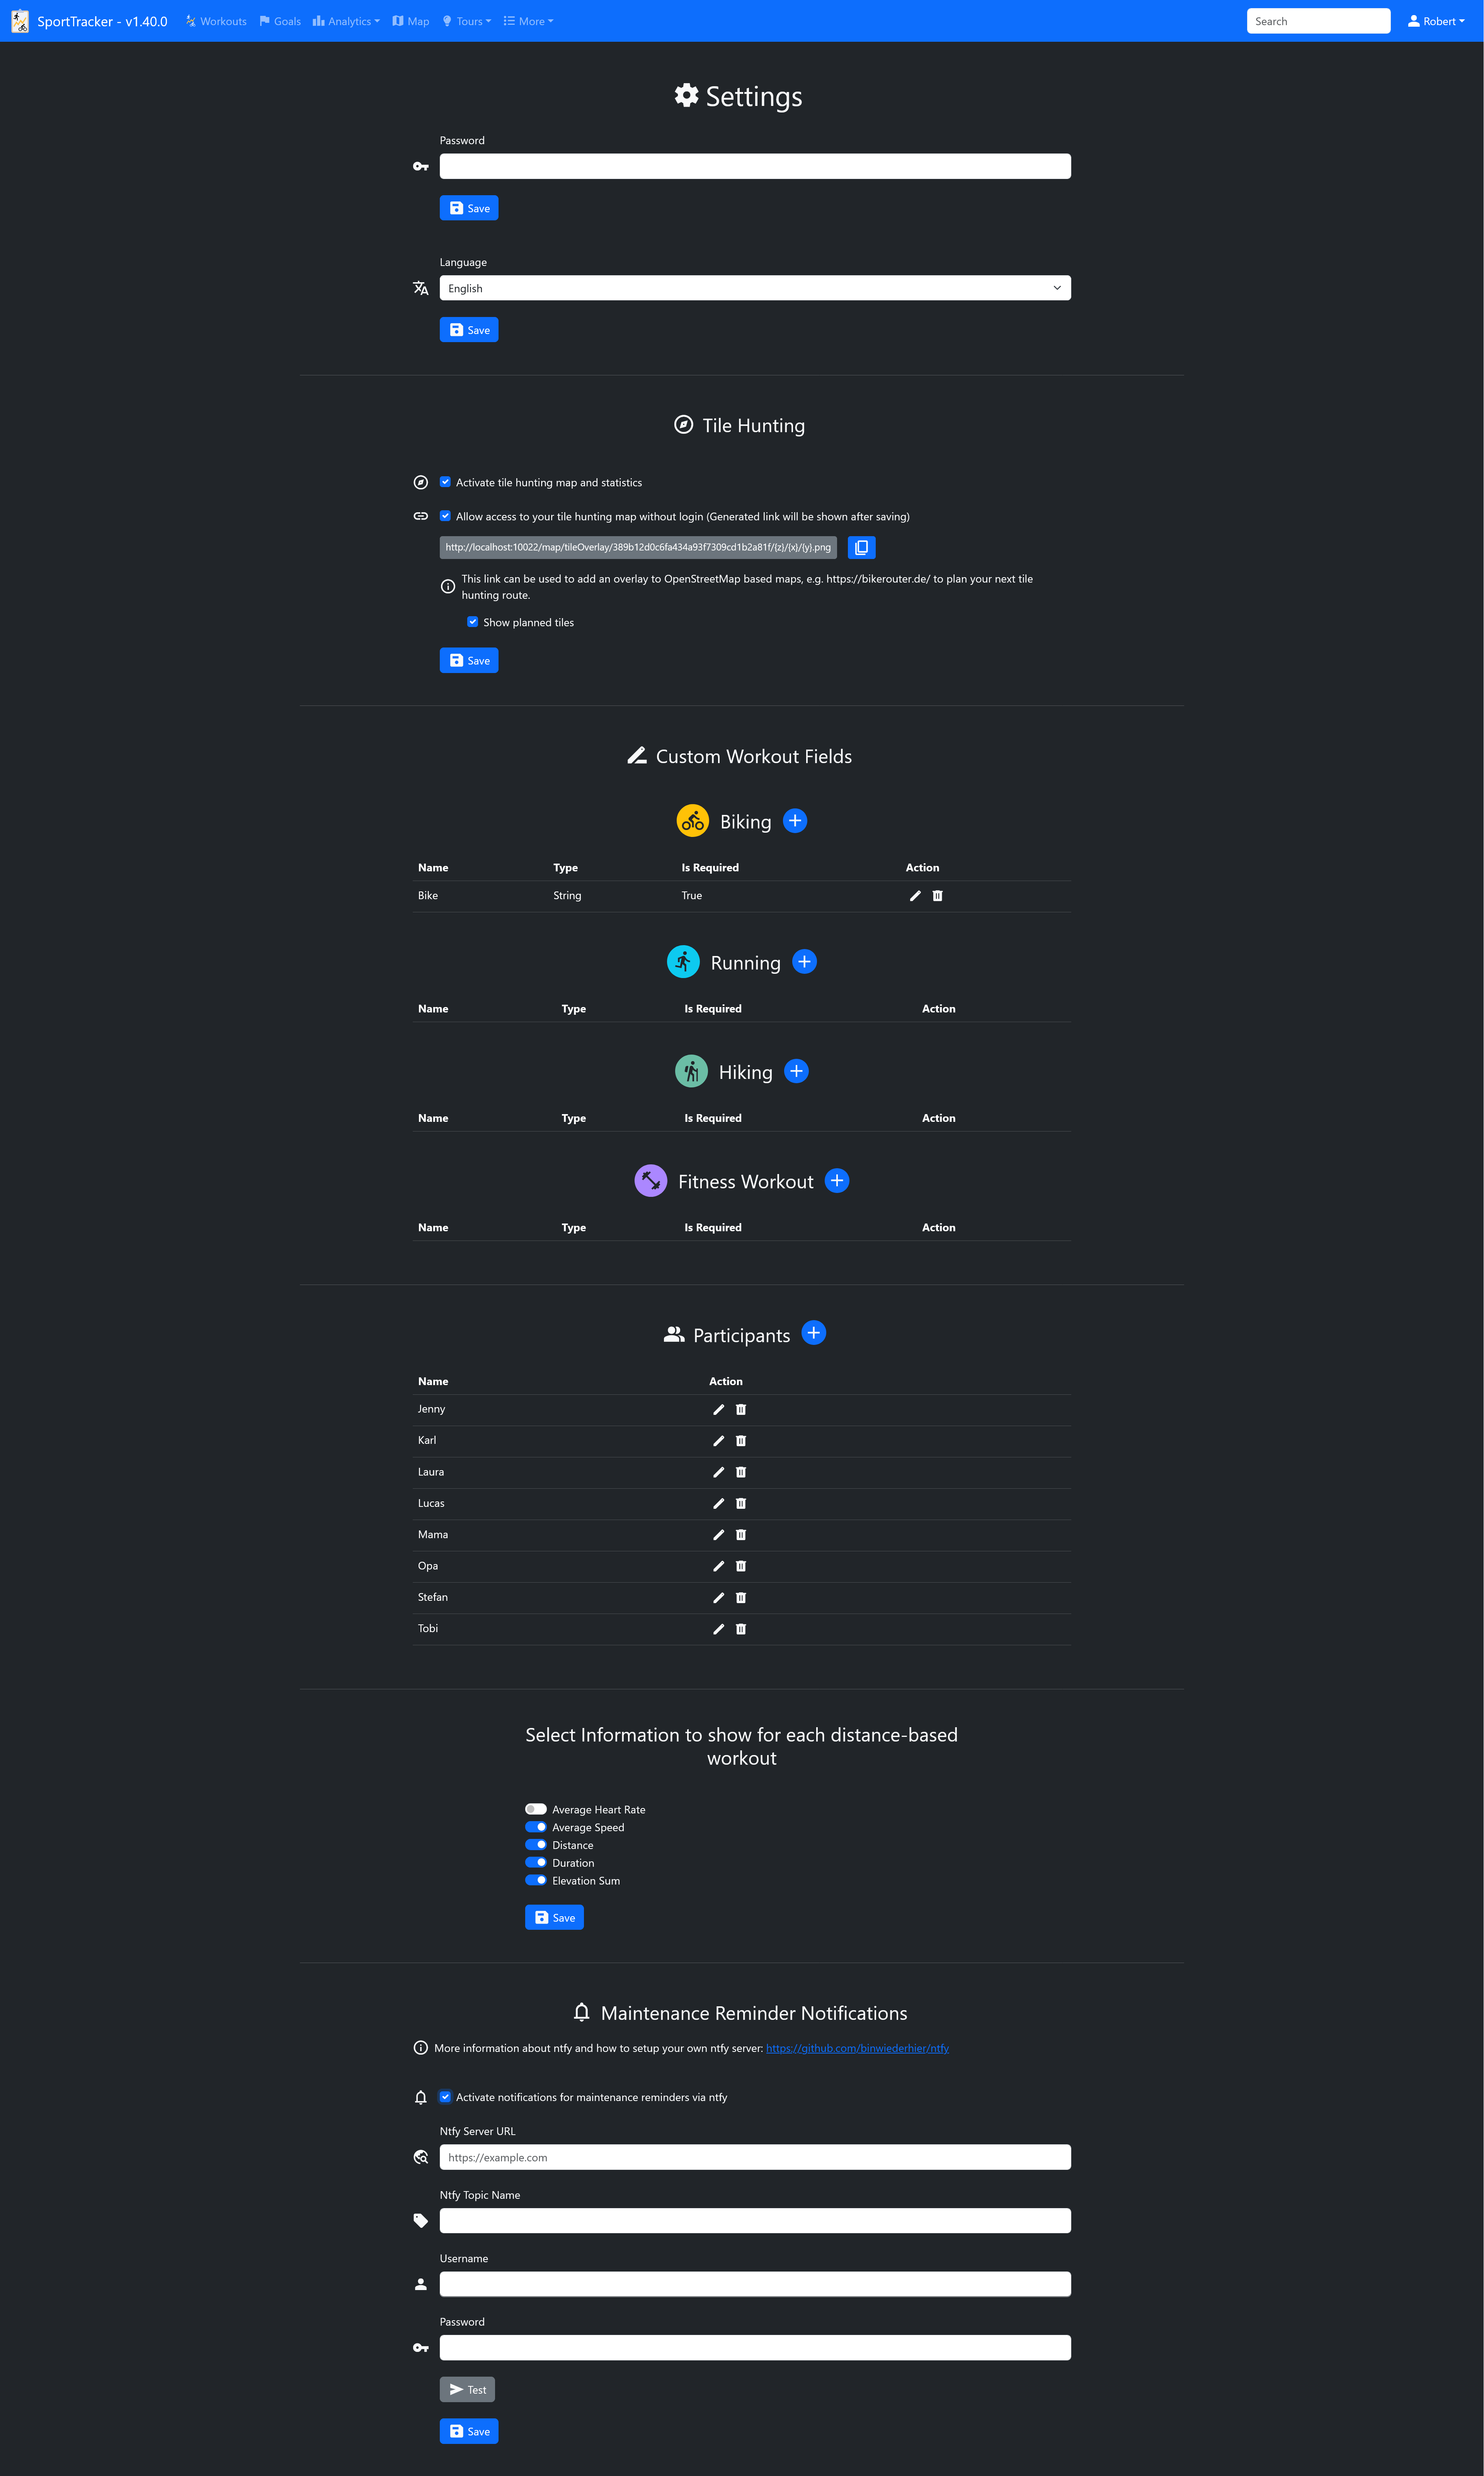 SportTracker - v1.40.0 Workouts Goals Analytics Map Tours More Search Robert
Settings
Password
Save
Language
English
Save
Tile Hunting
Activate tile hunting map and statistics
Allow access to your tile hunting map without login (Generated link will be shown after saving)
http://localhost:10022/map/tileOverlay/389b12d0c6fa434a93f7309cd1b2a81f/{z}/{x}/{y}.png
This link can be used to add an overlay to OpenStreetMap based maps, e.g. https://bikerouter.de/ to plan your next tile
hunting route.
Show planned tiles
Save
Custom Workout Fields
Biking
Name Type Is Required Action
Bike String True
Running
Name Type Is Required Action
Hiking
Name Type Is Required Action
Fitness Workout
Name Type Is Required Action
Participants
Name Action
Jenny
Karl
Laura
Lucas
Mama
Opa
Stefan
Tobi
Select Information to show for each distance-based
workout
Average Heart Rate
Average Speed
Distance
Duration
Elevation Sum
Save
Maintenance Reminder Notifications
More information about ntfy and how to setup your own ntfy server: https://github.com/binwiederhier/ntfy
Activate notifications for maintenance reminders via ntfy
Ntfy Server URL
https://example.com
Ntfy Topic Name
Username
Password
Test
Save